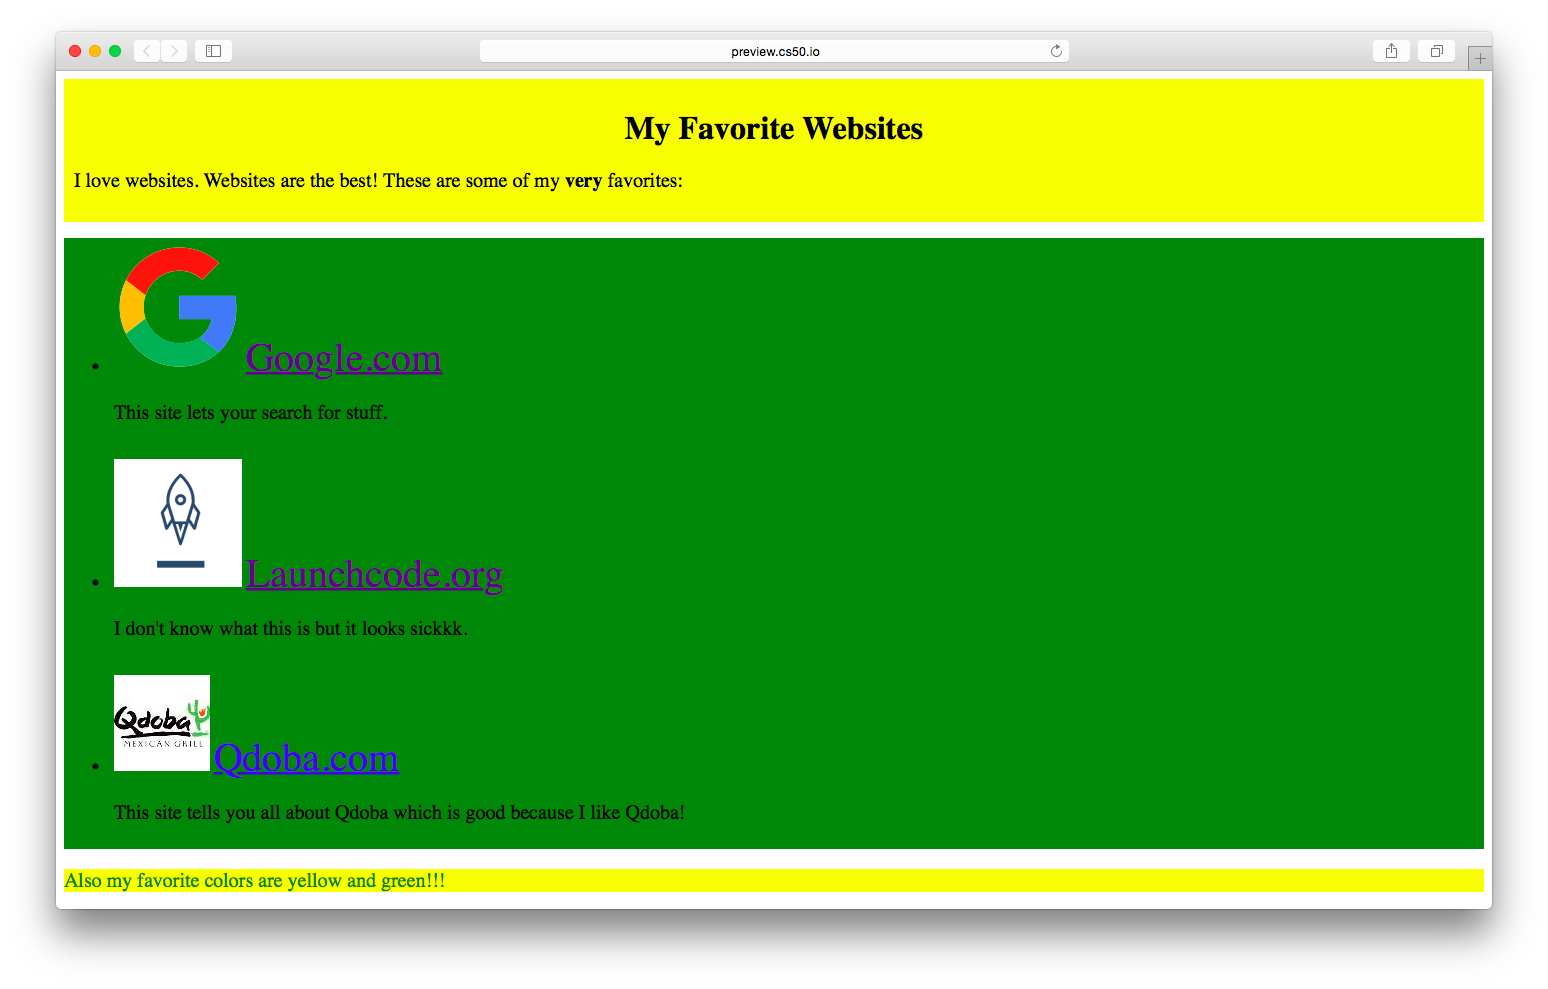 preview.cs50.io
My Favorite Websites
I love websites. Websites are the best! These are some of my very favorites:
Google.com
This site lets your search for stuff.
Launchcode.org
I don't know what this is but it looks sickkk.
Qdoba
MEXICAN GRILL
Qdoba.com
This site tells you all about Qdoba which is good because I like Qdoba!
Also my favorite colors are yellow and green!!!